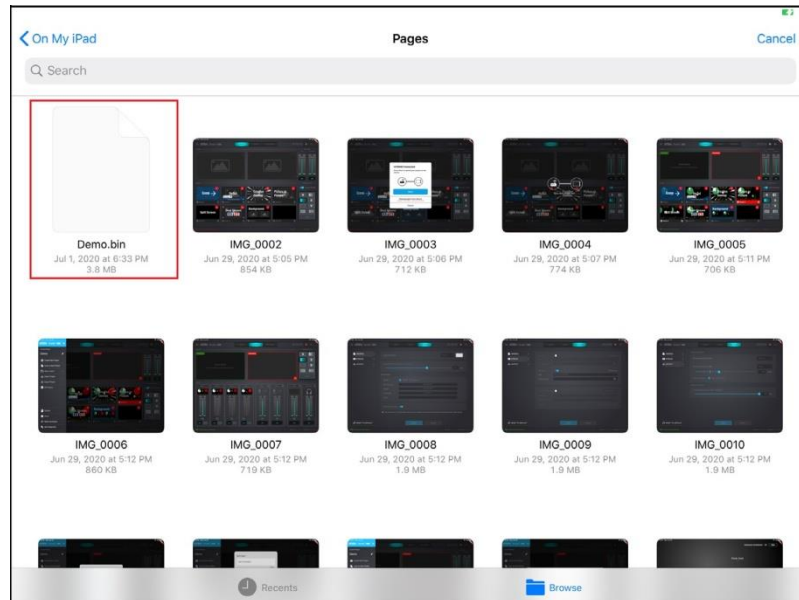 On My iPad
Pages
Cancel
Search
Demo.bin
Jul 1, 2020 at 6:33 PM
3.8 MB
IMG_0002
Jun 29, 2020 at 5:05 PM
854 KB
IMG_0003
Jun 29, 2020 at 5:06 PM
712 KB
IMG_0004
Jun 29, 2020 at 5:07 PM
774 KB
IMG_0005
Jun 29, 2020 at 5:11 PM
706 KB
IMG_0006
Jun 29, 2020 at 5:12 PM
860 KB
IMG_0007
Jun 29, 2020 at 5:12 PM
719 KB
IMG_0008
Jun 29, 2020 at 5:12 PM
1.9 MB
IMG_0009
Jun 29, 2020 at 5:12 PM
1.9 MB
IMG_0010
Jun 29, 2020 at 5:12 PM
1.9 MB
Recents
Browse